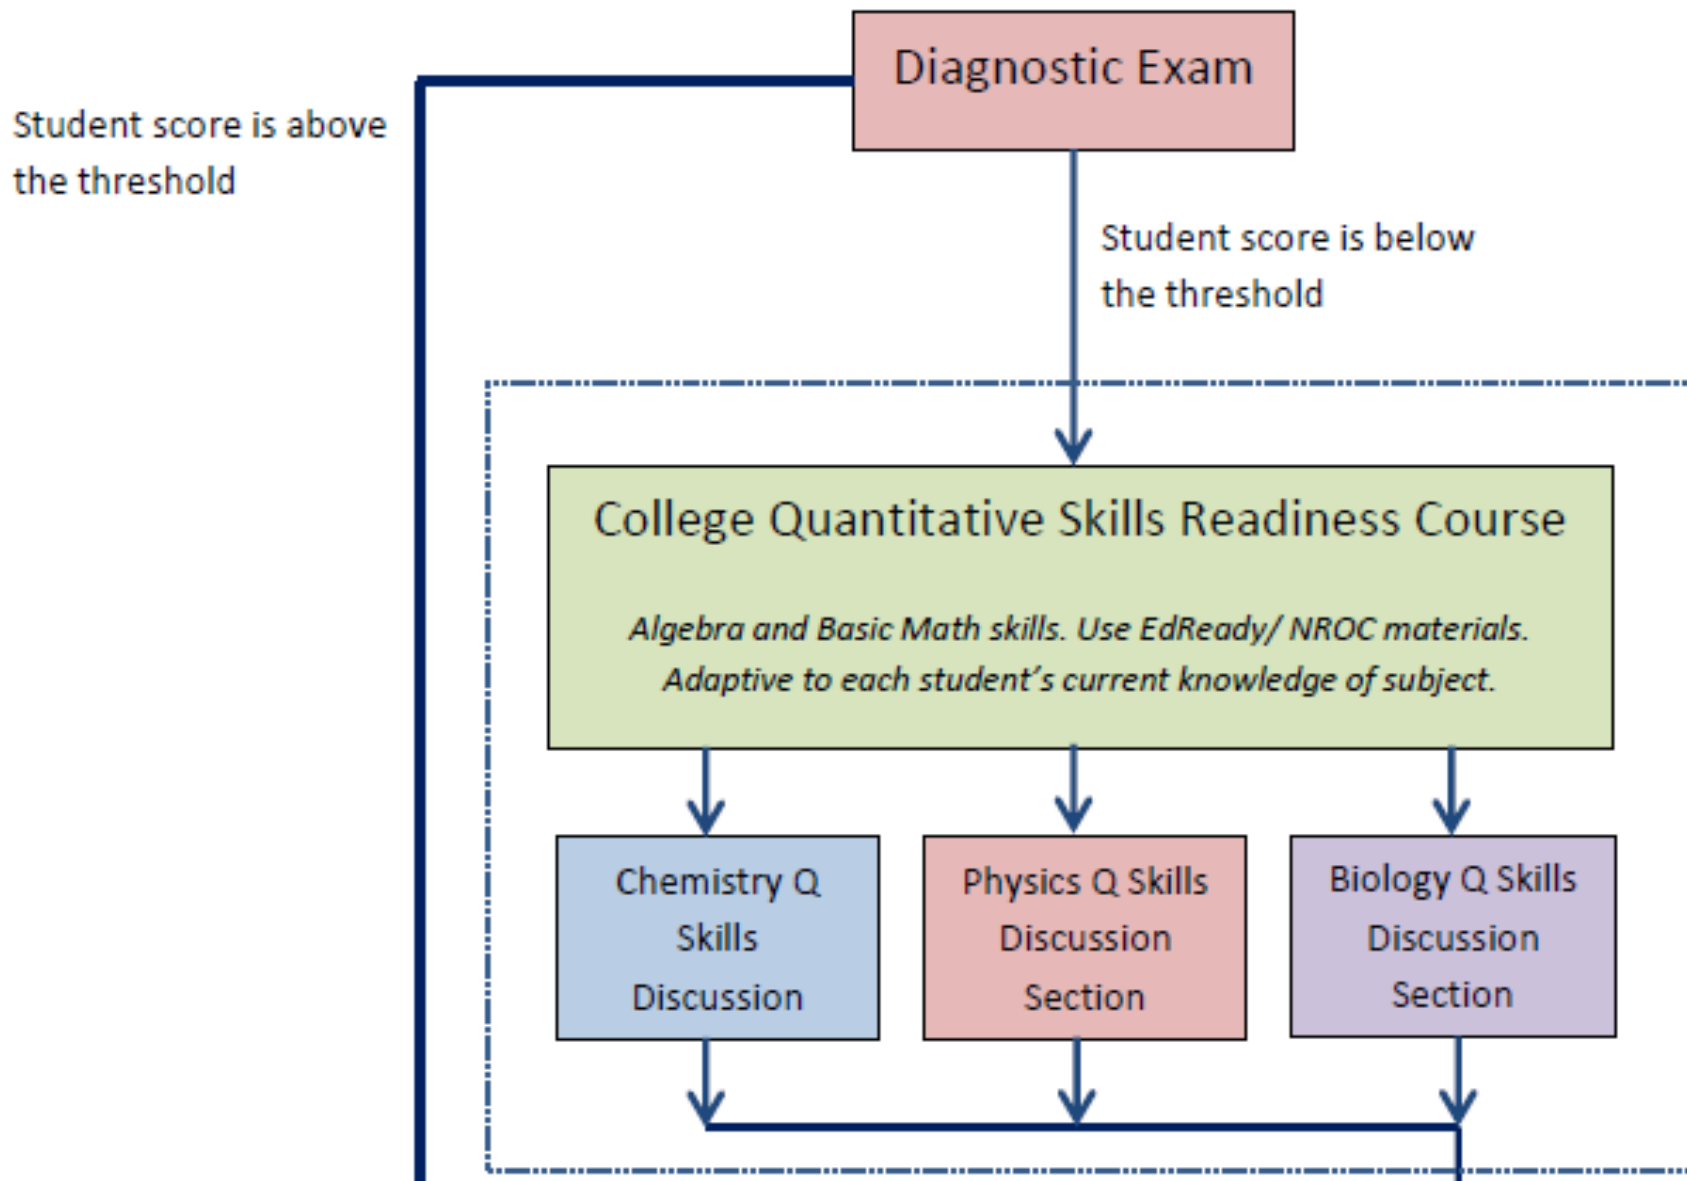 Diagnostic Exam
Student score is above
the threshold
Student score is below
the threshold
College Quantitative Skills Readiness Course
Algebra and Basic Math skills. Use EdReady/ NROC materials.
Adaptive to each student’s current knowledge of subject.
Chemistry Q
Skills
Discussion
Physics Q Skills
Discussion
Section
Biology Q Skills
Discussion
Section